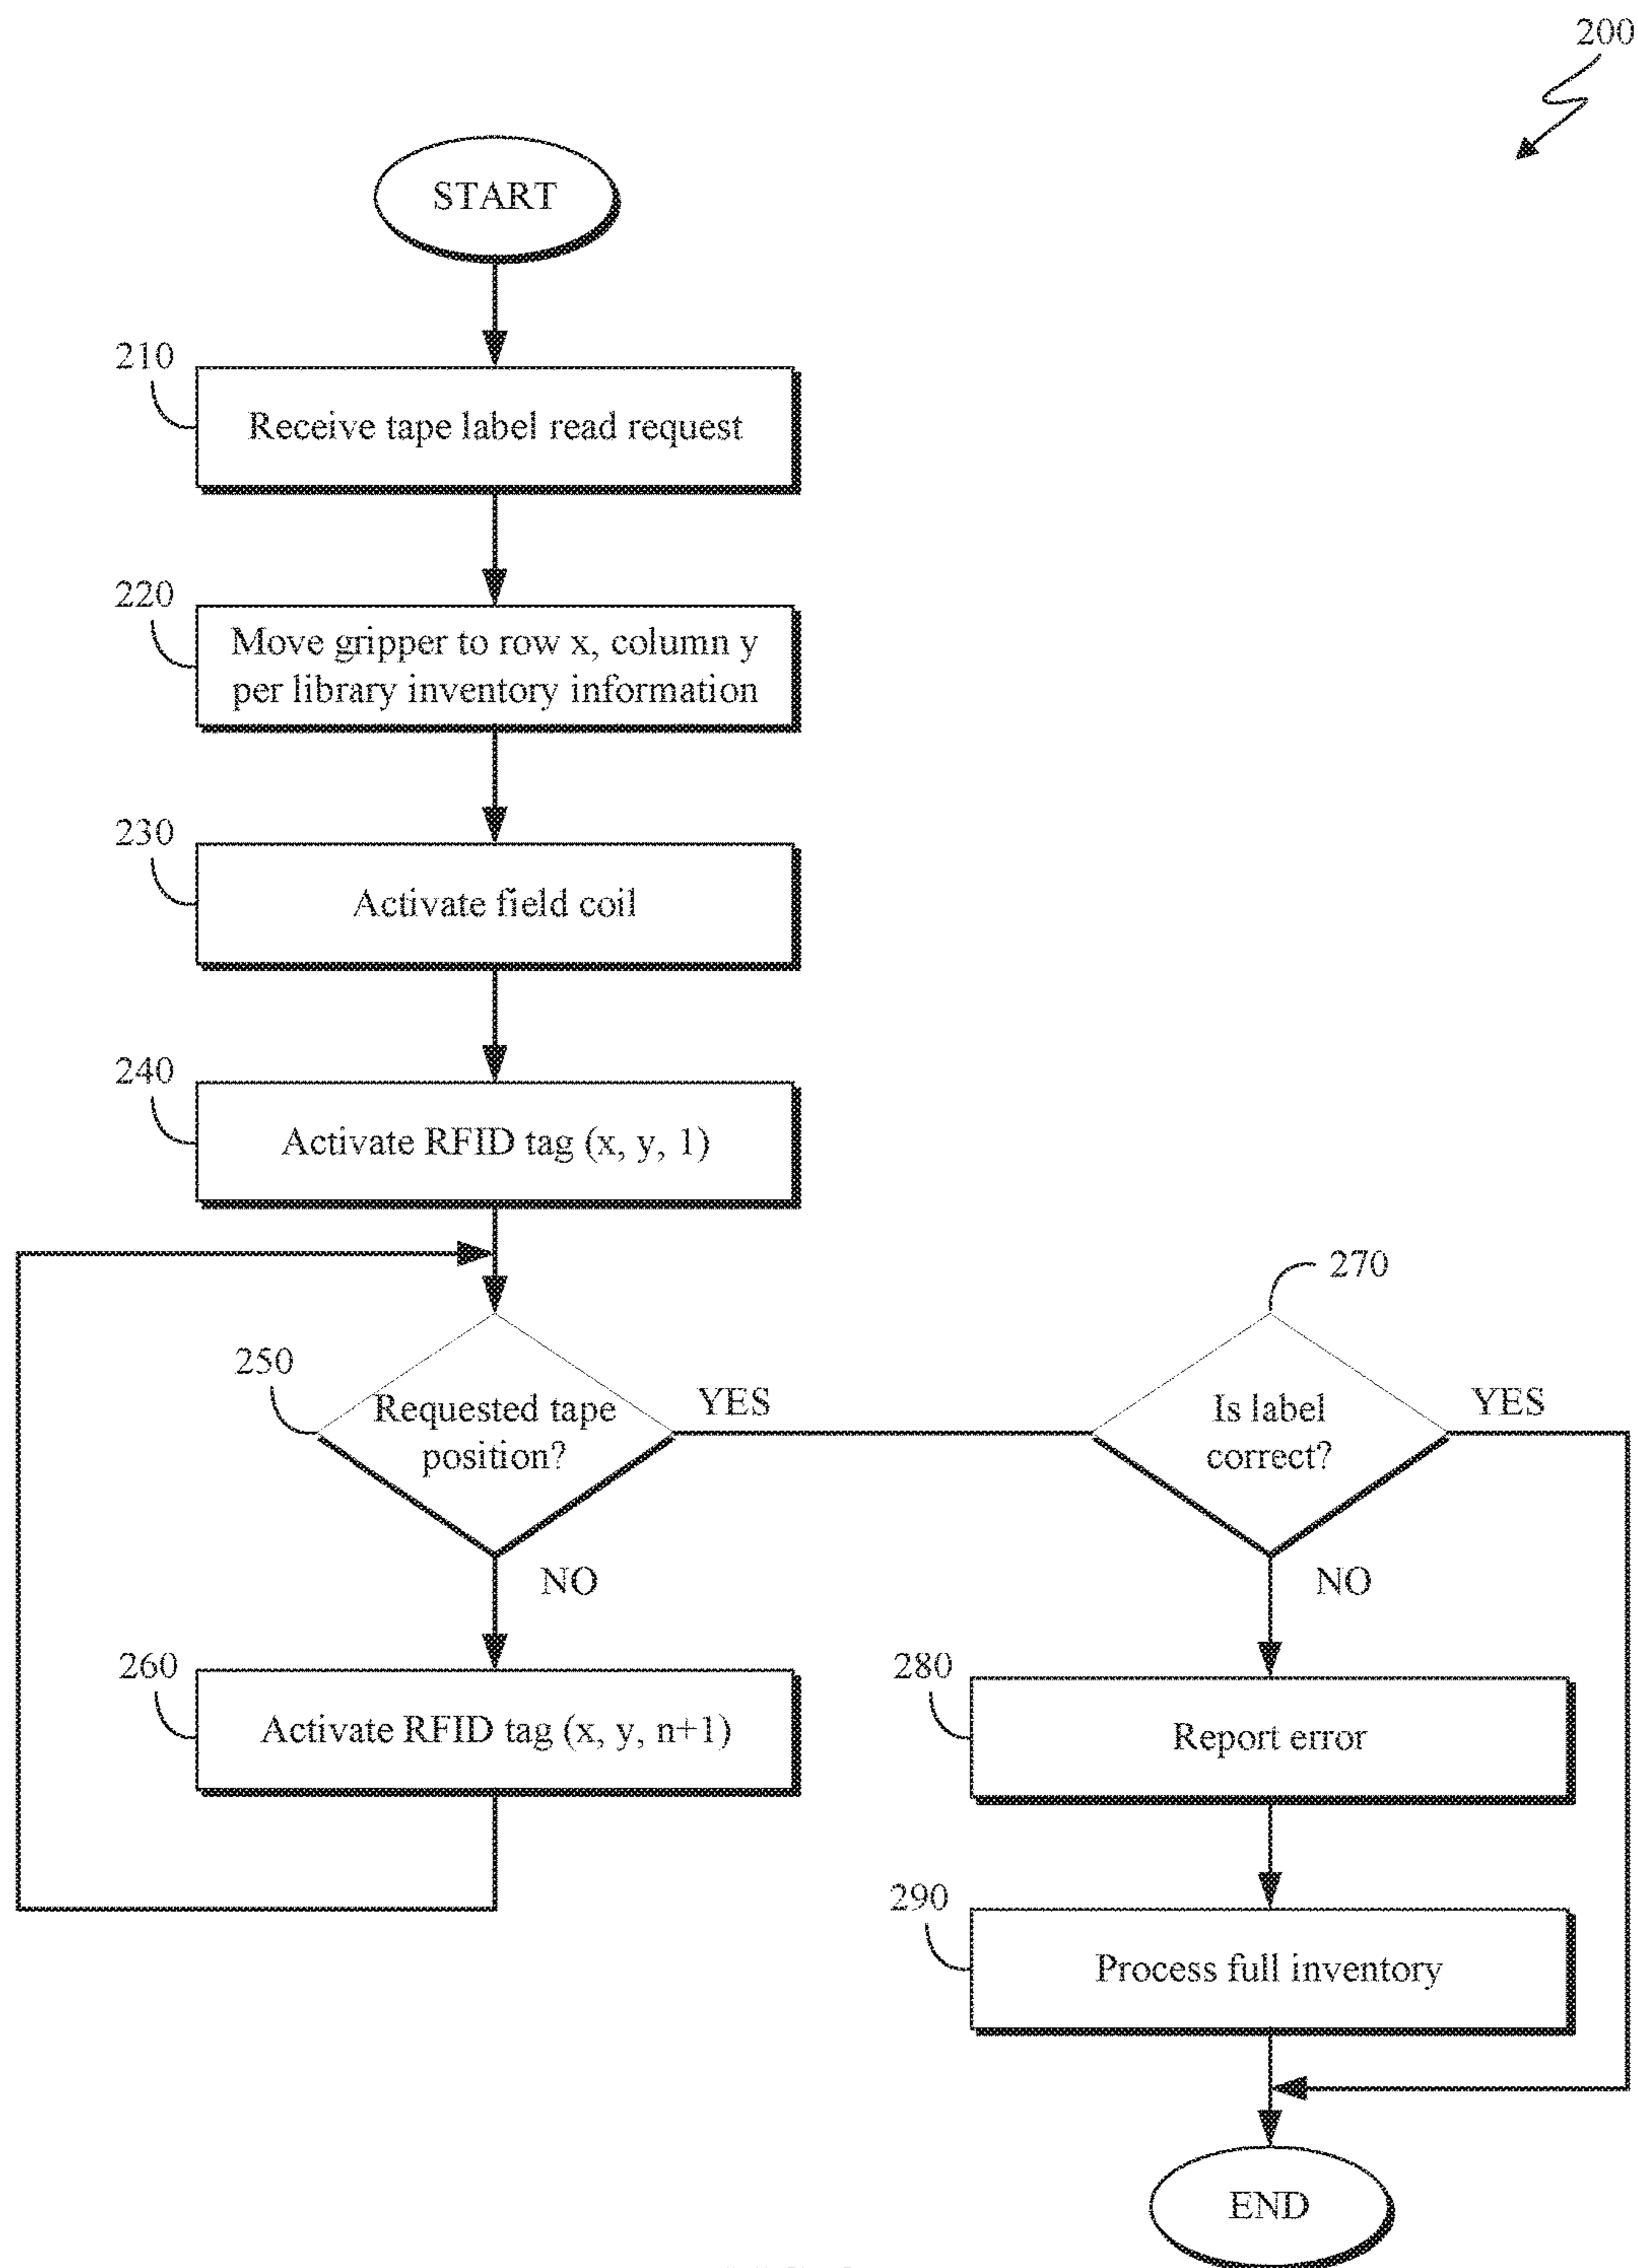 200
START
210
Receive tape label read request
220
Move gripper to row x, column y
per library inventory information
230
Activate field coil
240
Activate RFID tag (x, y, 1)
250
Requested tape
position?
YES
NO
260
Activate RFID tag (x, y, n+1)
270
Is label
correct?
YES
NO
280
Report error
290
Process full inventory
END